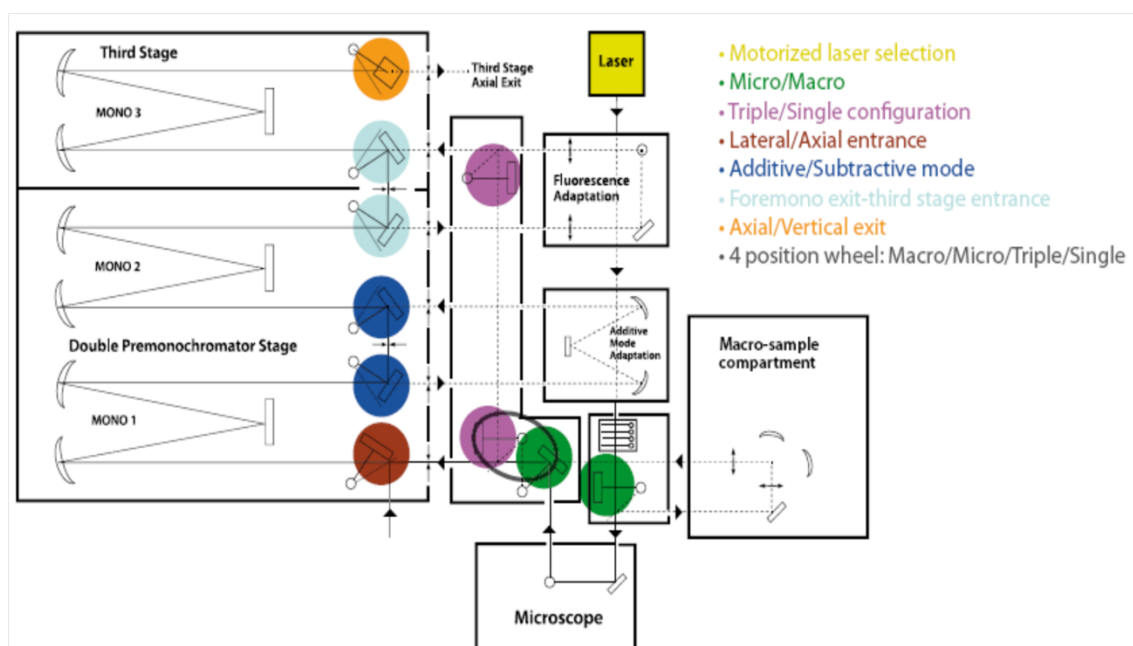 Third Stage
MONO 3
Third Stage
Axial Exit
Laser
• Motorized laser selection
• Micro/Macro
• Triple/Single configuration
• Lateral/Axial entrance
• Additive/Subtractive mode
• Foremono exit-third stage entrance
• Axial/Vertical exit
• 4 position wheel: Macro/Micro/Triple/Single
Fluorescence
Adaptation
MONO 2
Double Premonochromator Stage
Additive
Mode
Adaptation
Macro-sample
compartment
MONO 1
Microscope